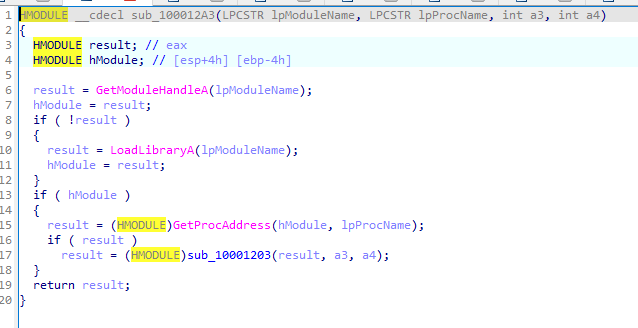 1 HMODULE __cdecl sub_100012A3(LPCSTR lpModuleName, LPCSTR lpProcName, int a3, int a4)
2 {
3 HMODULE result; // eax
4 HMODULE hModule; // [esp+4h] [ebp-4h]
5
6 result = GetModuleHandleA(lpModuleName);
7 hModule = result;
8 if ( !result )
9 {
10 result = LoadLibraryA(lpModuleName);
11 hModule = result;
12 }
13 if ( hModule )
14 {
15 result = (HMODULE)GetProcAddress(hModule, lpProcName);
16 if ( result )
17 result = (HMODULE)sub_10001203(result, a3, a4);
18 }
19 return result;
20 }